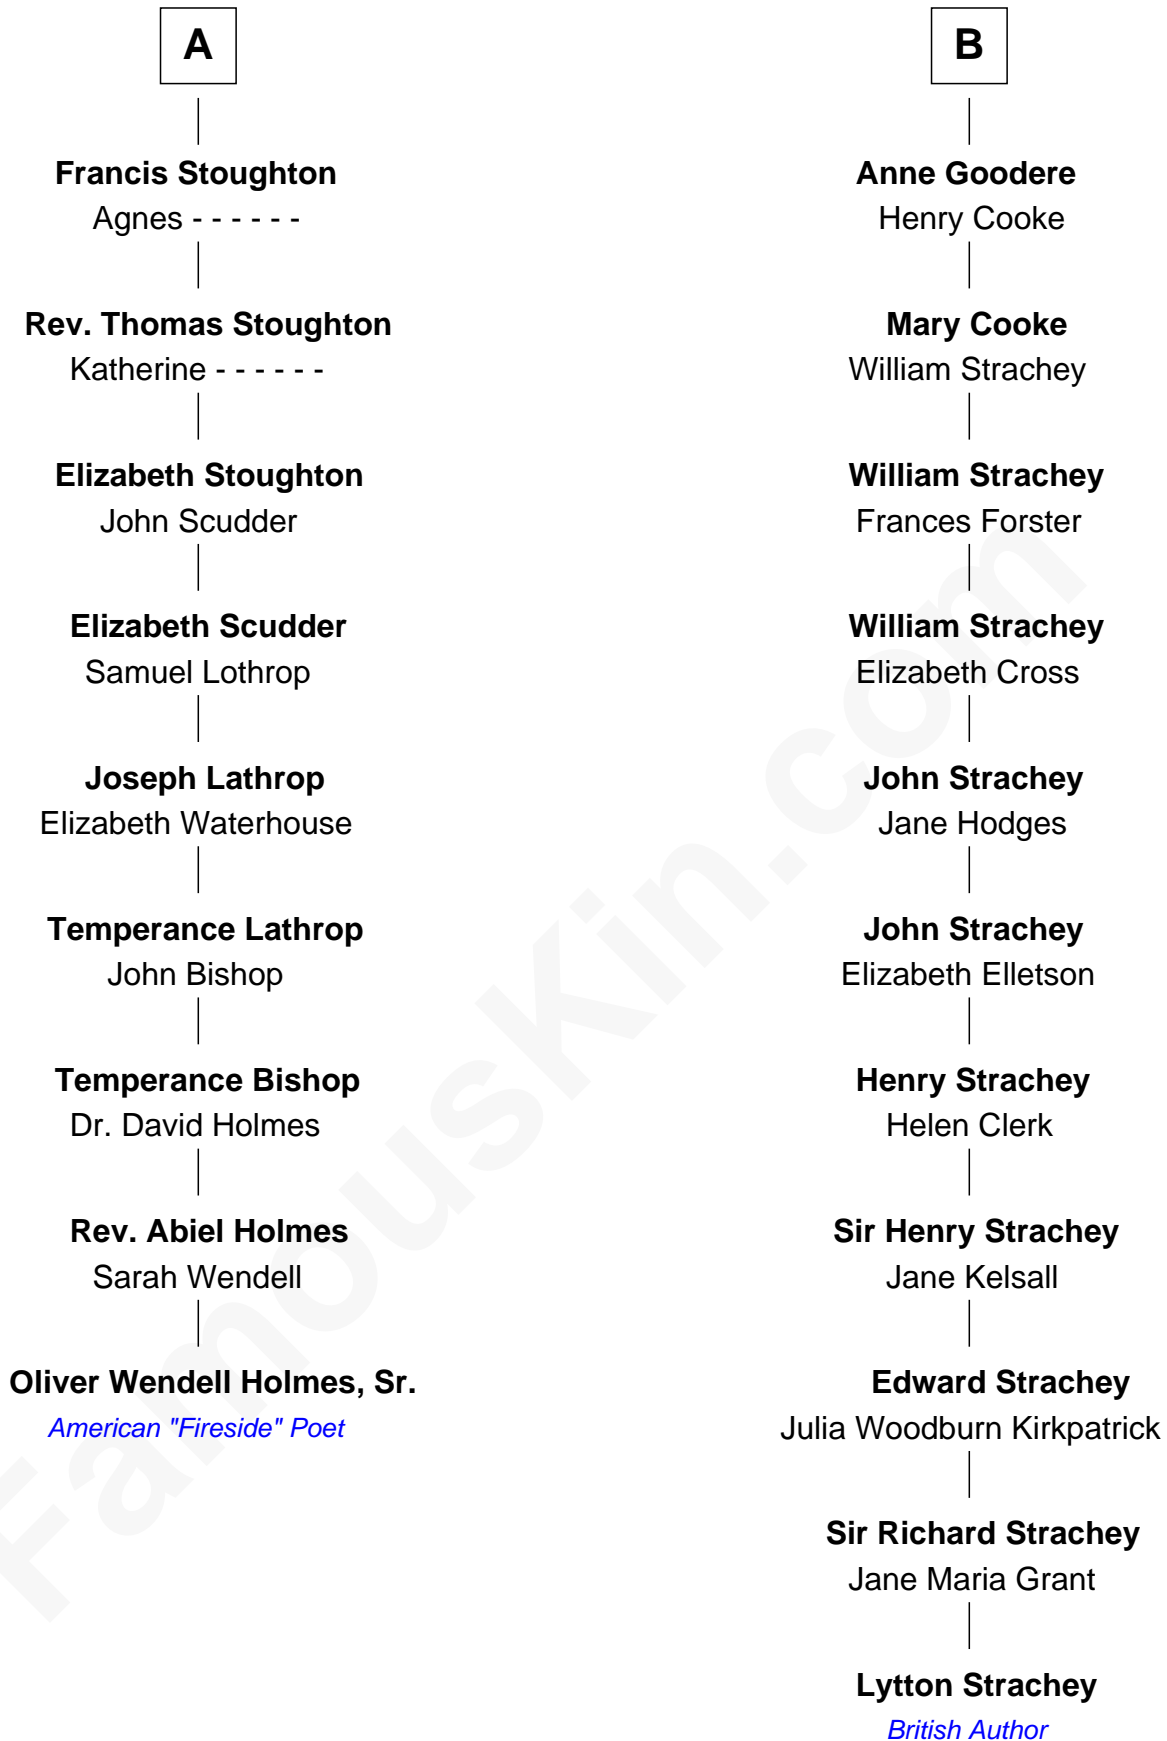 A
Francis Stoughton
Agnes - - - - - -
Rev. Thomas Stoughton
Katherine - - - - - -
Elizabeth Stoughton
John Scudder
Elizabeth Scudder
Samuel Lothrop
Joseph Lathrop
Elizabeth Waterhouse
Temperance Lathrop
John Bishop
Temperance Bishop
Dr. David Holmes
Rev. Abiel Holmes
Sarah Wendell
Oliver Wendell Holmes, Sr.
American "Fireside" Poet
B
Anne Goodere
Henry Cooke
Mary Cooke
William Strachey
William Strachey
Frances Forster
William Strachey
Elizabeth Cross
John Strachey
Jane Hodges
John Strachey
Elizabeth Elletson
Henry Strachey
Helen Clerk
Sir Henry Strachey
Jane Kelsall
Edward Strachey
Julia Woodburn Kirkpatrick
Sir Richard Strachey
Jane Maria Grant
Lytton Strachey
British Author
FamousKin.com